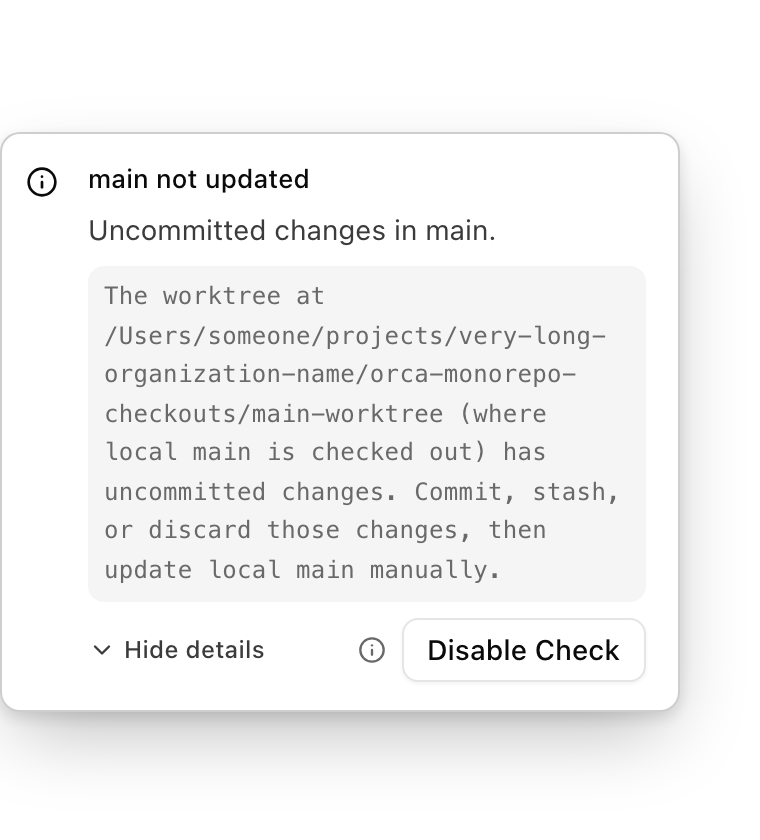 main not updated
Uncommitted changes in main.
The worktree at
/Users/someone/projects/very-long-
organization-name/orca-monorepo-
checkouts/main-worktree (where
local main is checked out) has
uncommitted changes. Commit, stash,
or discard those changes, then
update local main manually.
Hide details
Disable Check